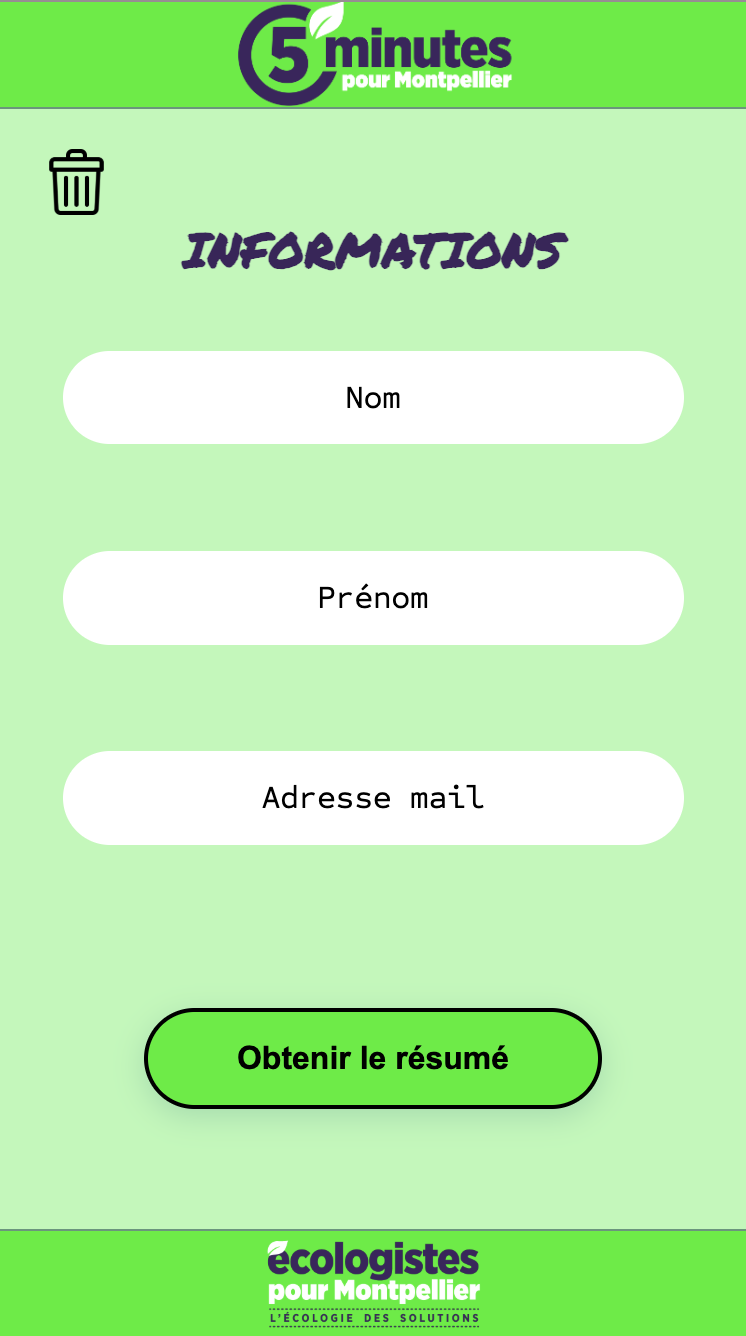 5 minutes
pour Montpellier
INFORMATIONS
Nom
Prénom
Adresse mail
Obtenir le résumé
écologistes
pour Montpellier
L'ÉCOLOGIE DES SOLUTIONS